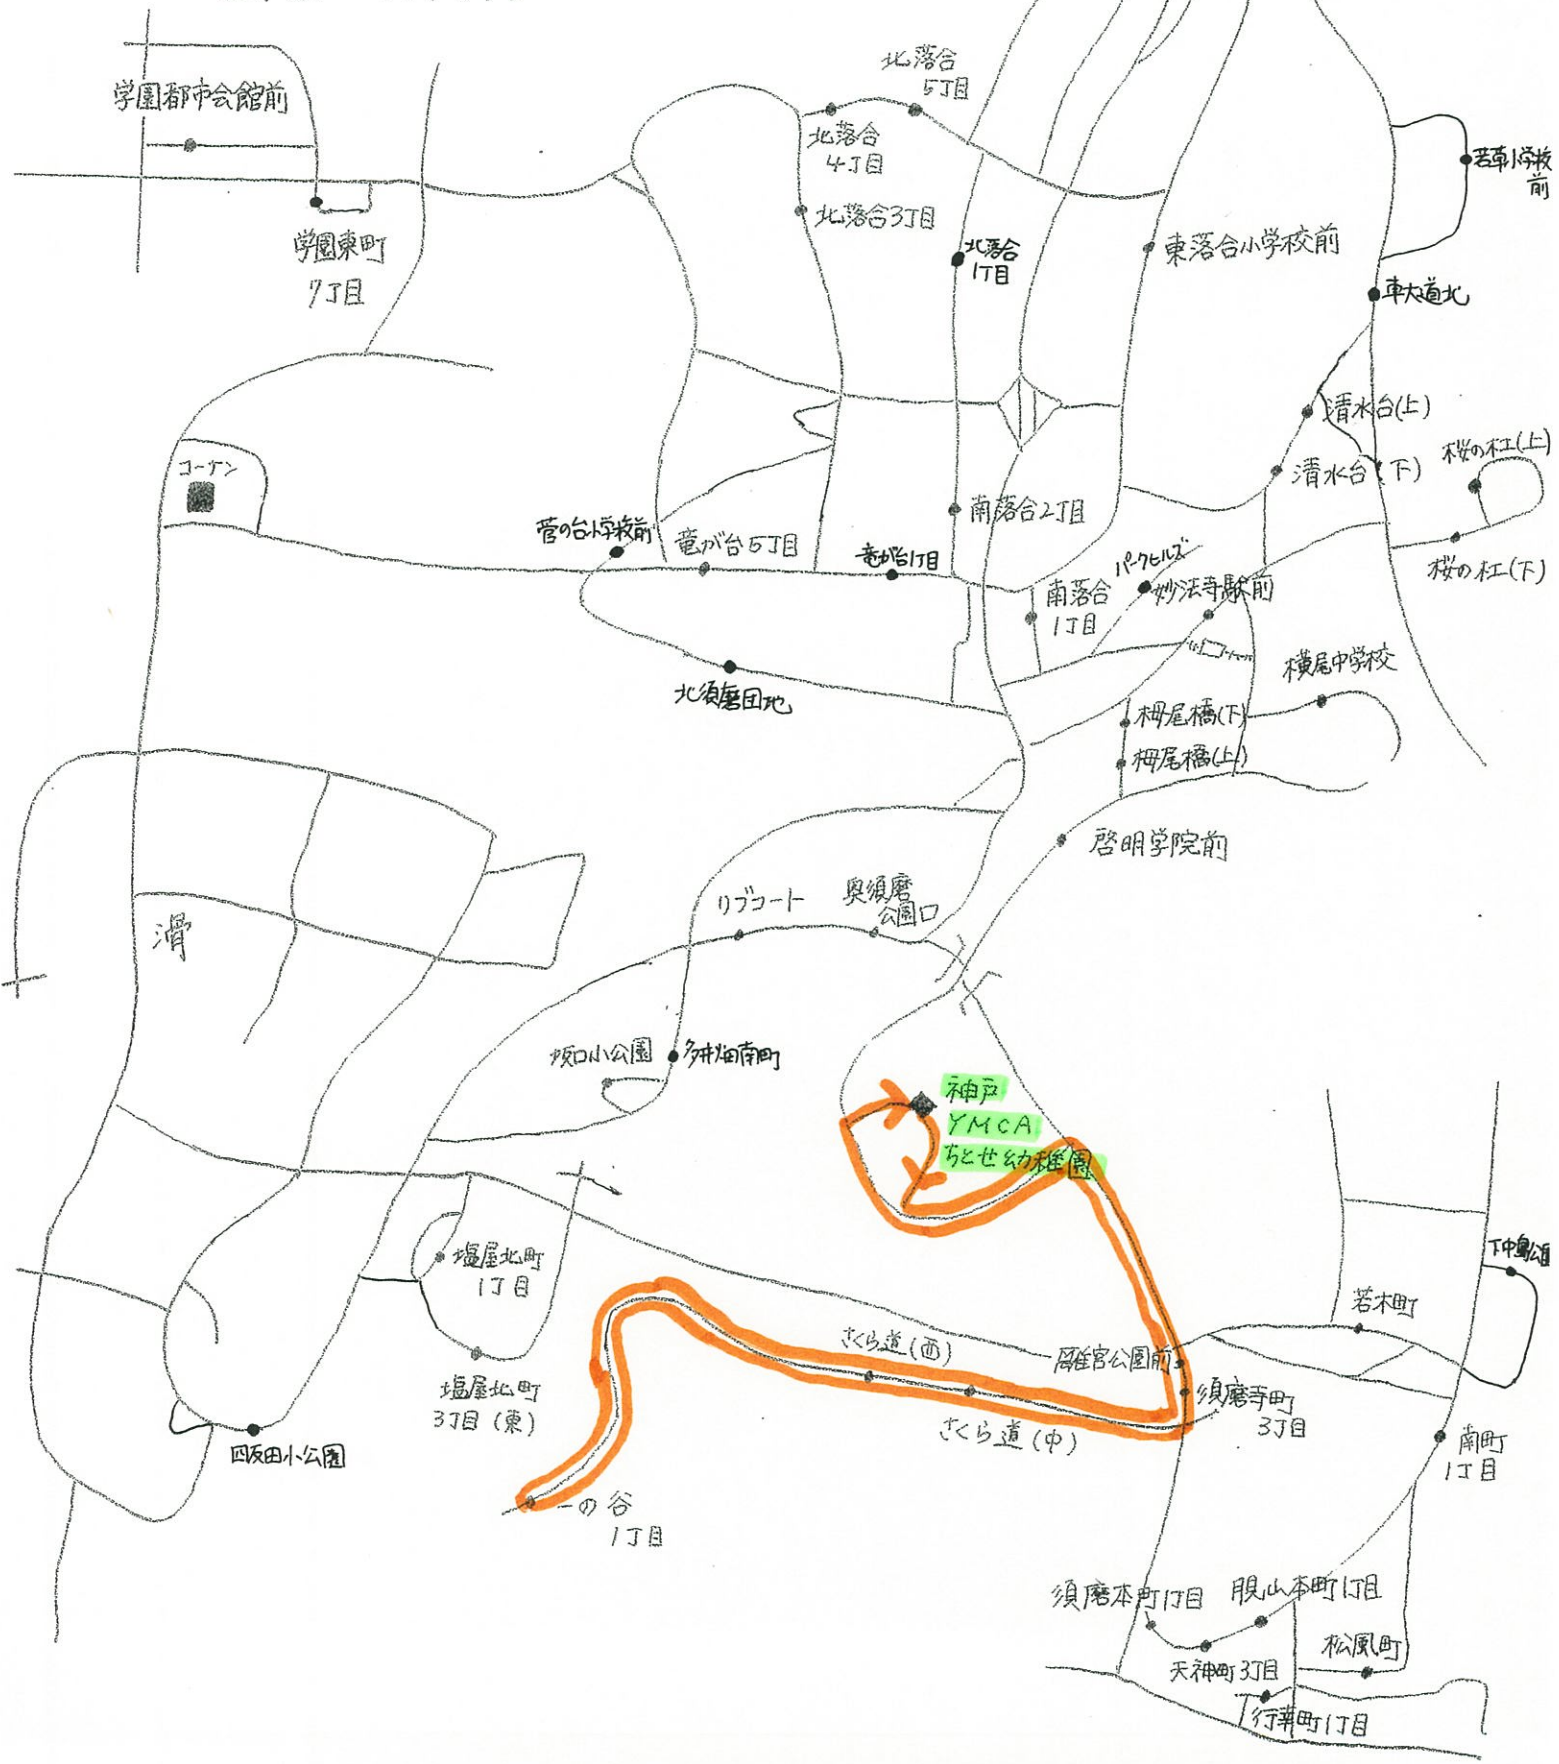 北落合
5丁目
学園都市会館前
北落合
4丁目
若草小学校
前
北落合3丁目
学園東町
7丁目
北落合
1丁目
東落合小学校前
車大道北
清水台(上)
桜の杜(上)
コーナン
清水台(下)
南落合2丁目
菅の台小学校前
竜が台5丁目
竜が台1丁目
パークヒルズ
妙法寺駅前
桜の杜(下)
南落合
1丁目
横尾中学校
北須磨団地
栂尾橋(下)
栂尾橋(上)
啓明学院前
リブコート
奥須磨
公園口
滑
坂口小公園
多井畑南町
神戸
YMCA
ちとせ幼稚園
塩屋北町
1丁目
下中島公園
若木町
さくら道(西)
離宮公園前
塩屋北町
3丁目(東)
須磨寺町
3丁目
さくら道(中)
四反田小公園
南町
1丁目
一の谷
1丁目
須磨本町1丁目
天神町3丁目
松風町
行幸町1丁目